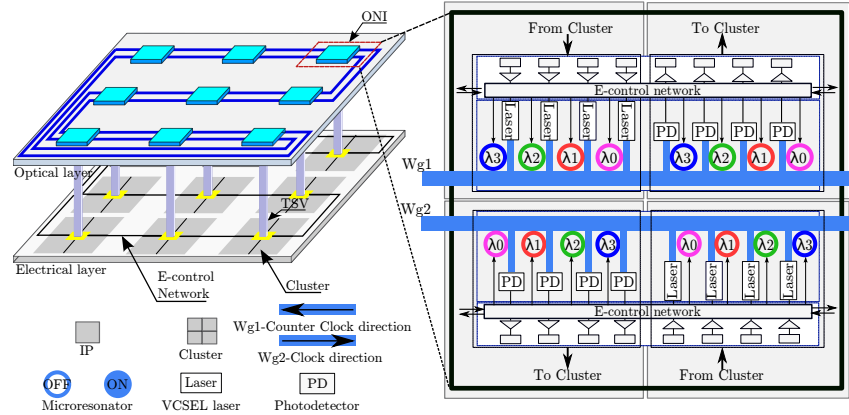 ONI
Optical layer
TSV
Electrical layer
E-control
Network
Cluster
IP
Cluster
Wg1-Counter Clock direction
Wg2-Clock direction
OFF
ON
Microresonator
Laser
VCSEL laser
PD
Photodetector
From Cluster
To Cluster
E-control network
Laser
Laser
Laser
Laser
PD
PD
PD
PD
λ3
λ2
λ1
λ0
λ3
λ2
λ1
λ0
Wg1
Wg2
λ0
λ1
λ2
λ3
λ0
λ1
λ2
λ3
PD
PD
PD
PD
Laser
Laser
Laser
Laser
E-control network
To Cluster
From Cluster